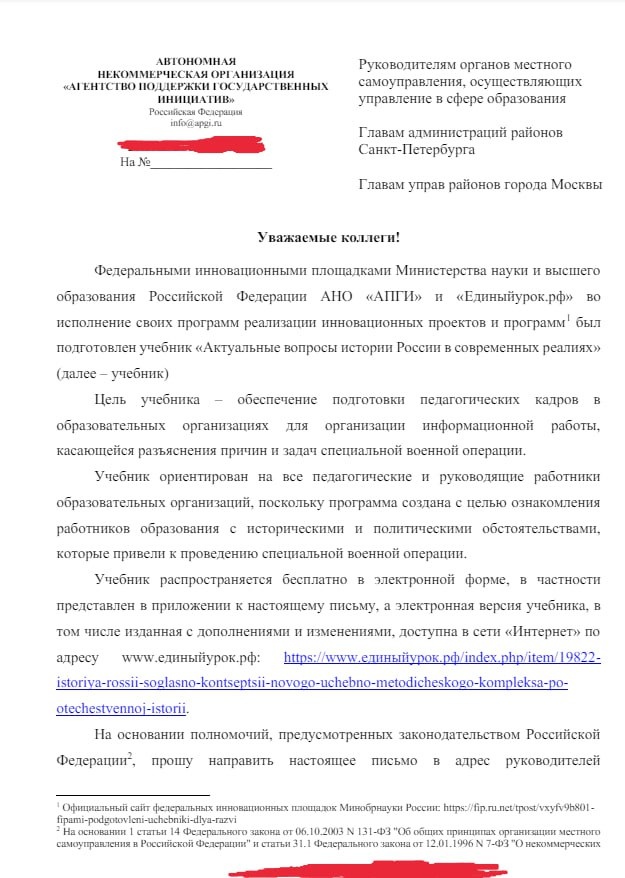 АВТОНОМНАЯ
НЕКОММЕРЧЕСКАЯ ОРГАНИЗАЦИЯ
«АГЕНТСТВО ПОДДЕРЖКИ ГОСУДАРСТВЕННЫХ
ИНИЦИАТИВ»
Российская Федерация
info@apgi.ru
На №
Руководителям органов местного
самоуправления, осуществляющих
управление в сфере образования
Главам администраций районов
Санкт-Петербурга
Главам управ районов города Москвы
Уважаемые коллеги!
Федеральными инновационными площадками Министерства науки и высшего
образования Российской Федерации АНО «АПГИ» и «Единыйурок.рф» во
исполнение своих программ реализации инновационных проектов и программ1 был
подготовлен учебник «Актуальные вопросы истории России в современных реалиях»
(далее – учебник)
Цель учебника – обеспечение подготовки педагогических кадров в
образовательных организациях для организации информационной работы,
касающейся разъяснения причин и задач специальной военной операции.
Учебник ориентирован на все педагогические и руководящие работники
образовательных организаций, поскольку программа создана с целью ознакомления
работников образования с историческими и политическими обстоятельствами,
которые привели к проведению специальной военной операции.
Учебник распространяется бесплатно в электронной форме, в частности
представлен в приложении к настоящему письму, а электронная версия учебника, в
том числе изданная с дополнениями и изменениями, доступна в сети «Интернет» по
адресу www.единыйурок.рф: https://www.единыйурок.рф/index.php/item/19822-
istoriya-rossii-soglasno-kontseptsii-novogo-uchebno-metodicheskogo-kompleksa-po-
otechestvennoj-istorii.
На основании полномочий, предусмотренных законодательством Российской
Федерации2, прошу направить настоящее письмо в адрес руководителей
1 Официальный сайт федеральных инновационных площадок Минобрнауки России: https://fip.ru.net/tpost/vxyfv9b801-
fipami-podgotovleni-uchebniki-dlya-razvi
2 На основании 1 статьи 14 Федерального закона от 06.10.2003 N 131-ФЗ "Об общих принципах организации местного
самоуправления в Российской Федерации" и статьи 31.1 Федерального закона от 12.01.1996 N 7-ФЗ "О некоммерческих